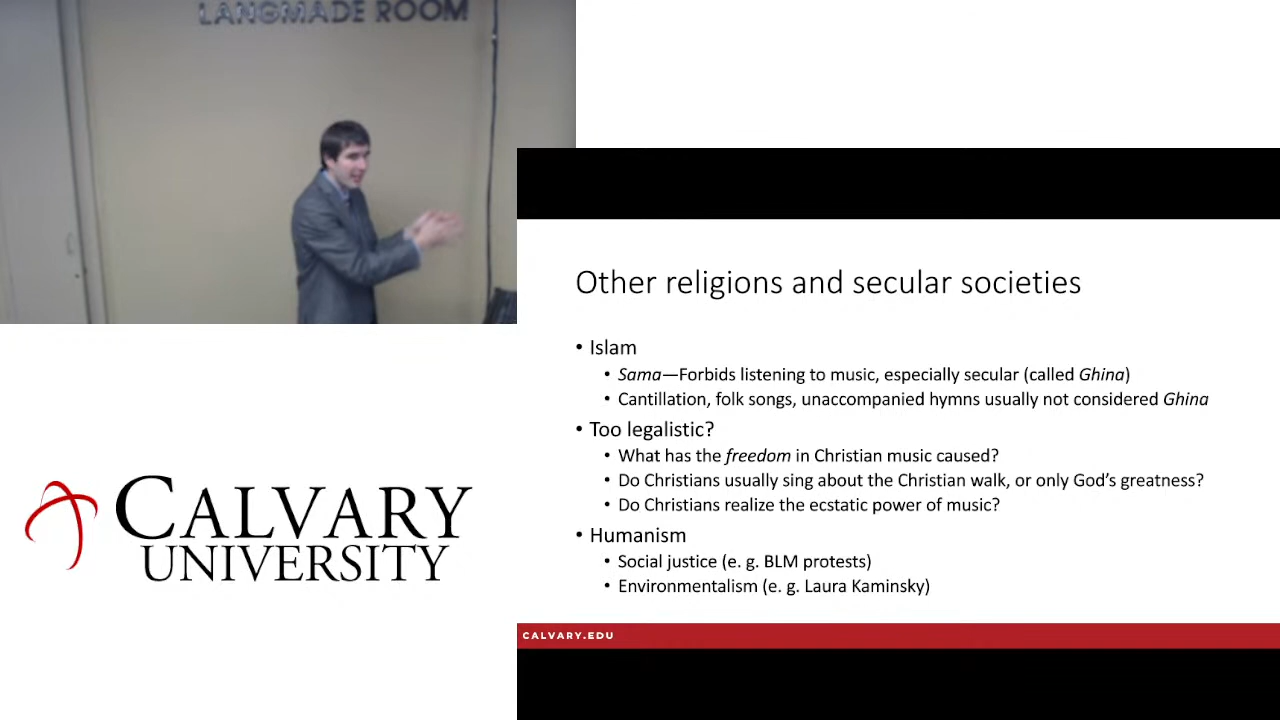 LANGMADE ROOM
Other religions and secular societies
• Islam
• Sama—Forbids listening to music, especially secular (called Ghina)
• Cantillation, folk songs, unaccompanied hymns usually not considered Ghina
• Too legalistic?
• What has the freedom in Christian music caused?
• Do Christians usually sing about the Christian walk, or only God's greatness?
• Do Christians realize the ecstatic power of music?
• Humanism
• Social justice (e. g. BLM protests)
• Environmentalism (e. g. Laura Kaminsky)
CALVARY
UNIVERSITY
CALVARY.EDU